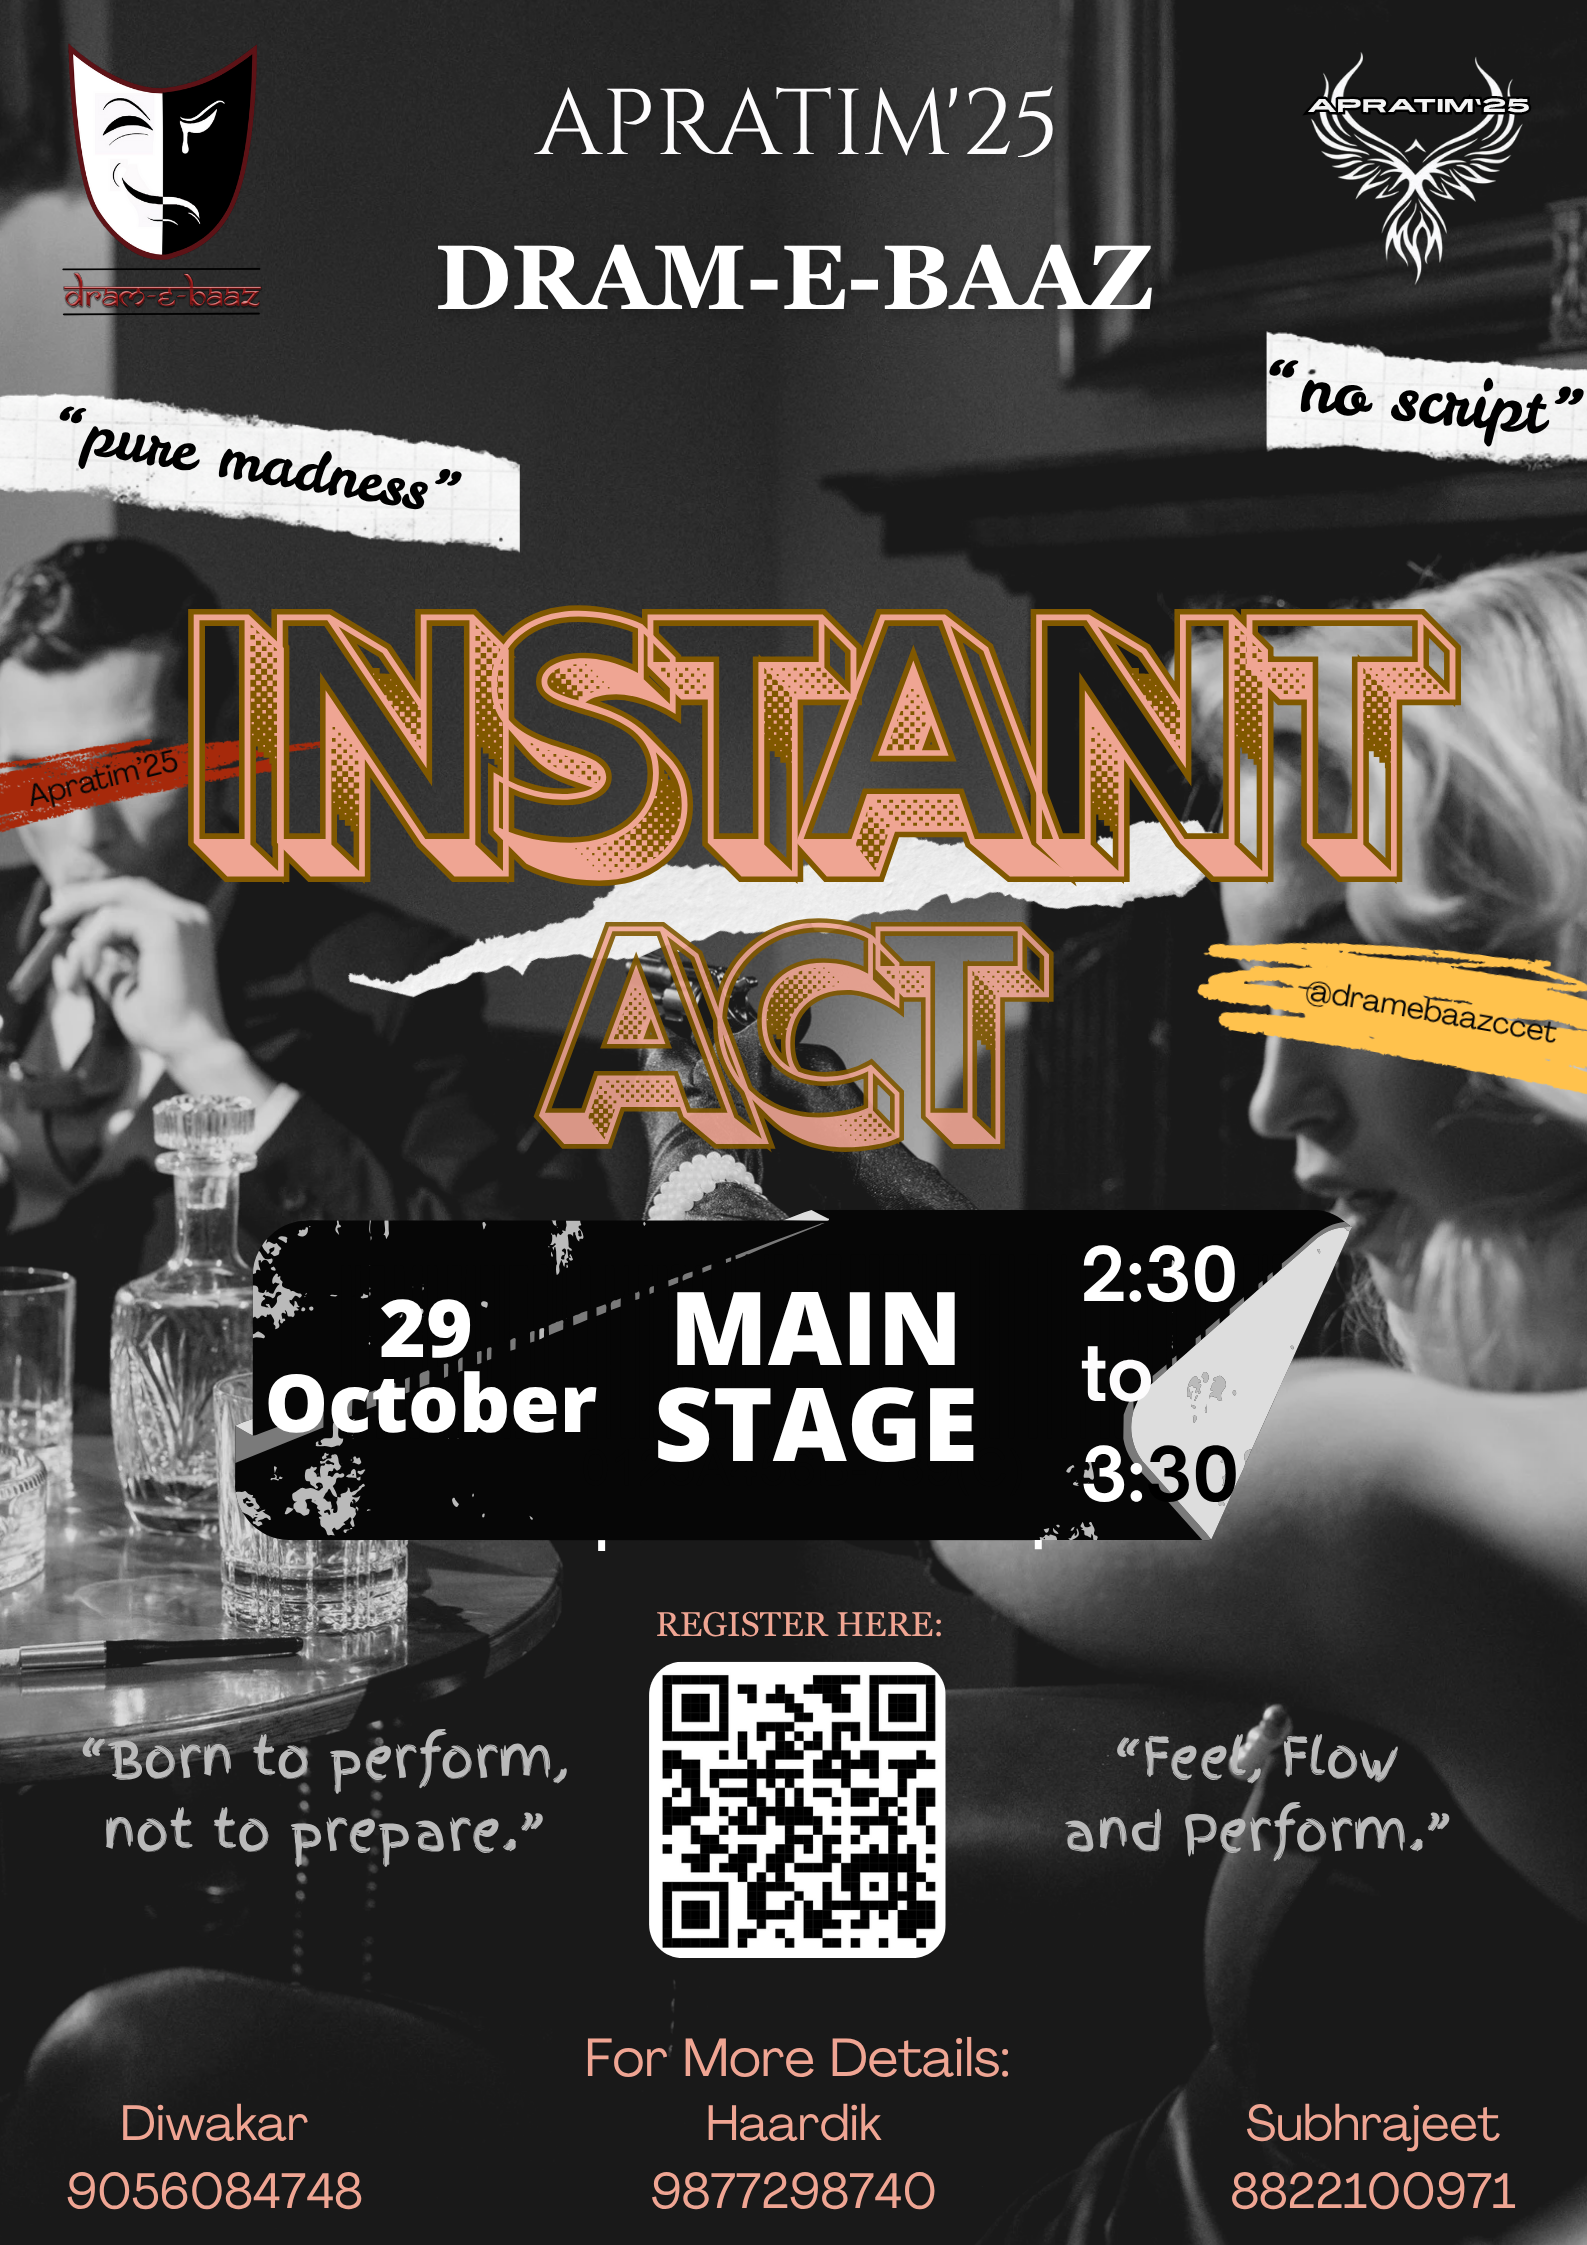 APRATIM'25
APRATIM'25
DRAM-E-BAAZ
dram-e-baaz
“no script”
“pure madness”
INSTANT
Apratim'25
ACT
@dramebaazccet
29
October
MAIN
STAGE
2:30
to
3:30
REGISTER HERE:
“Born to perform,
not to prepare.”
“Feel, Flow
and Perform.”
For More Details:
Diwakar
9056084748
Haardik
9877298740
Subhrajeet
8822100971